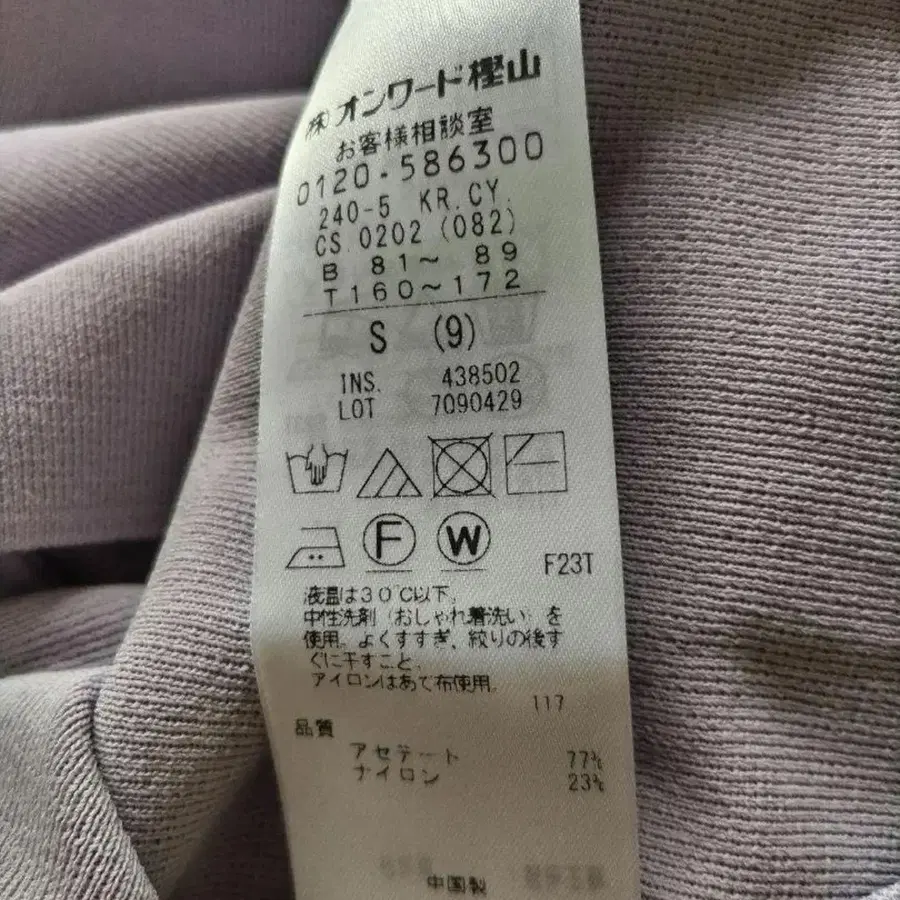 ㈱オンワード樫山
お客様相談室
0120-586300
240-5 KR.CY.
CS.0202 (082)
B 81～ 89
T160～172
S (9)
INS. 438502
LOT 7090429
F W
F23T
液温は30℃以下。
中性洗剤（おしゃれ着洗い）を
使用。よくすすぎ、絞りの後す
ぐに干すこと。
アイロンはあて布使用。
117
品質
アセテート 77%
ナイロン 23%
中国製